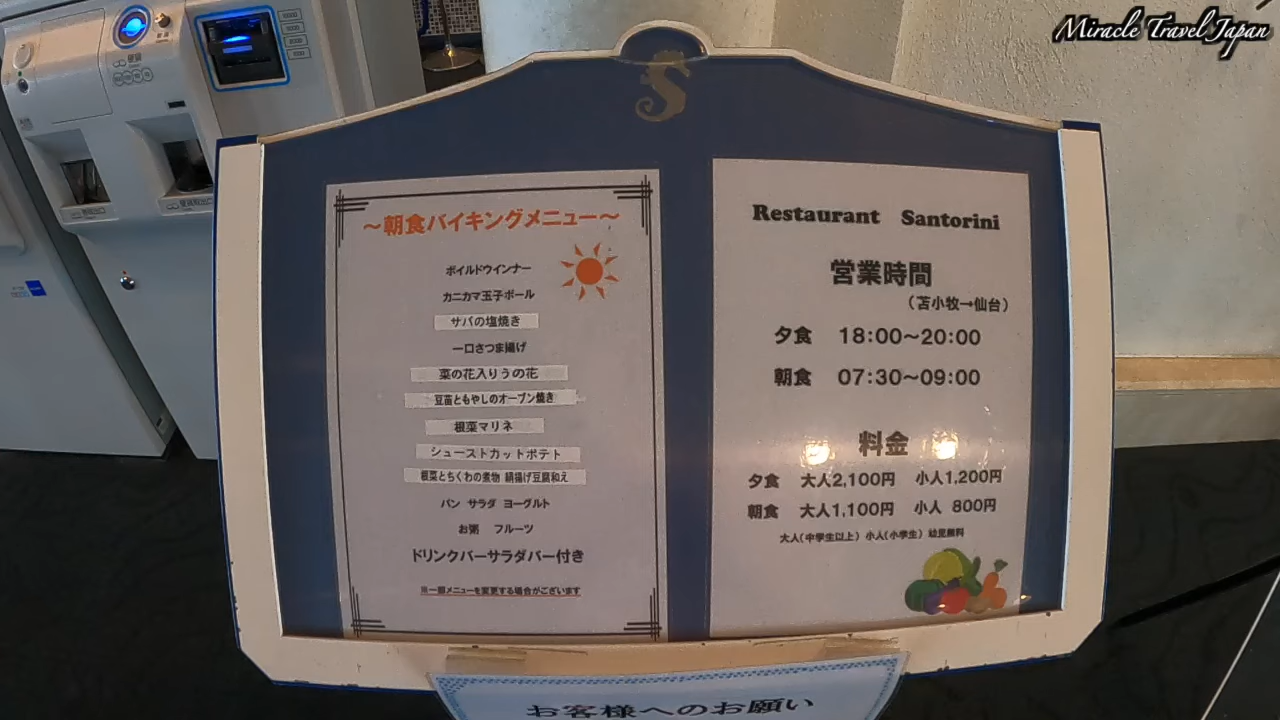 Miracle Travel Japan
～朝食バイキングメニュー～
ボイルドウインナー
カニカマ玉子ボール
サバの塩焼き
一口さつま揚げ
菜の花入りうの花
豆苗ともやしのオーブン焼き
根菜マリネ
シューストカットポテト
根菜とちくわの煮物 絹揚げ豆腐和え
パン サラダ ヨーグルト
お粥 フルーツ
ドリンクバーサラダバー付き
※一部メニューを変更する場合がございます
Restaurant Santorini
営業時間
（苫小牧→仙台）
夕食 18:00～20:00
朝食 07:30～09:00
料金
夕食 大人2,100円 小人1,200円
朝食 大人1,100円 小人 800円
大人（中学生以上）小人（小学生）幼児無料
お客様へのお願い